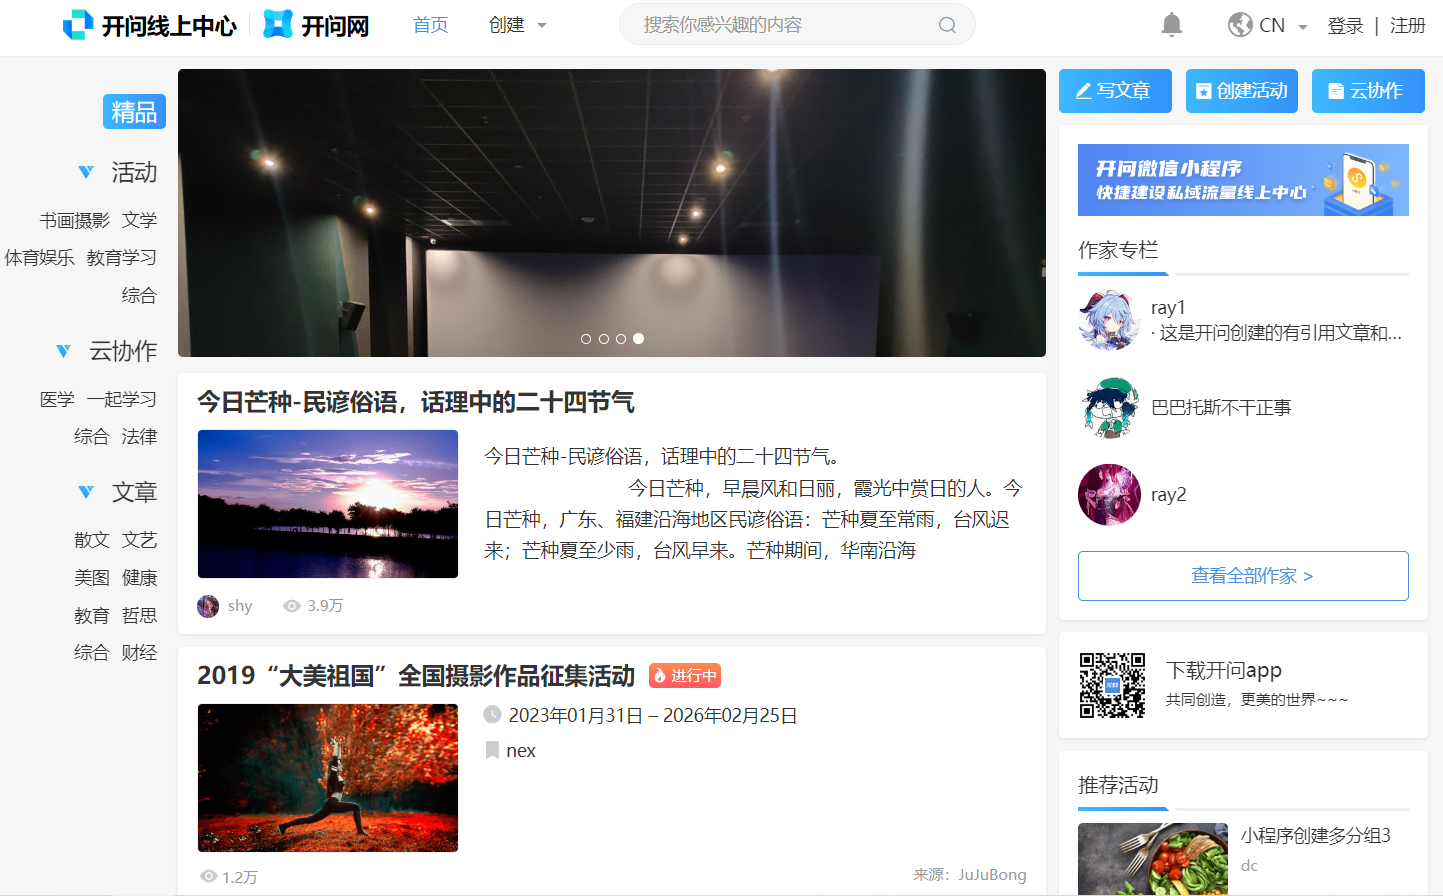 开问线上中心 开问网 首页 创建 搜索你感兴趣的内容 CN 登录 | 注册
精品
活动
书画摄影 文学
体育娱乐 教育学习
综合
云协作
医学 一起学习
综合 法律
文章
散文 文艺
美图 健康
教育 哲思
综合 财经
今日芒种-民谚俗语，话理中的二十四节气
今日芒种-民谚俗语，话理中的二十四节气。
今日芒种，早晨风和日丽，霞光中赏日的人。今
日芒种，广东、福建沿海地区民谚俗语：芒种夏至常雨，台风迟
来；芒种夏至少雨，台风早来。芒种期间，华南沿海
shy 3.9万
2019“大美祖国”全国摄影作品征集活动 进行中
2023年01月31日 – 2026年02月25日
nex
1.2万 来源：JuJuBong
写文章 创建活动 云协作
开问微信小程序
快捷建设私域流量线上中心
作家专栏
ray1
· 这是开问创建的有引用文章和...
巴巴托斯不干正事
ray2
查看全部作家 >
下载开问app
共同创造，更美的世界~~~
推荐活动
小程序创建多分组3
dc